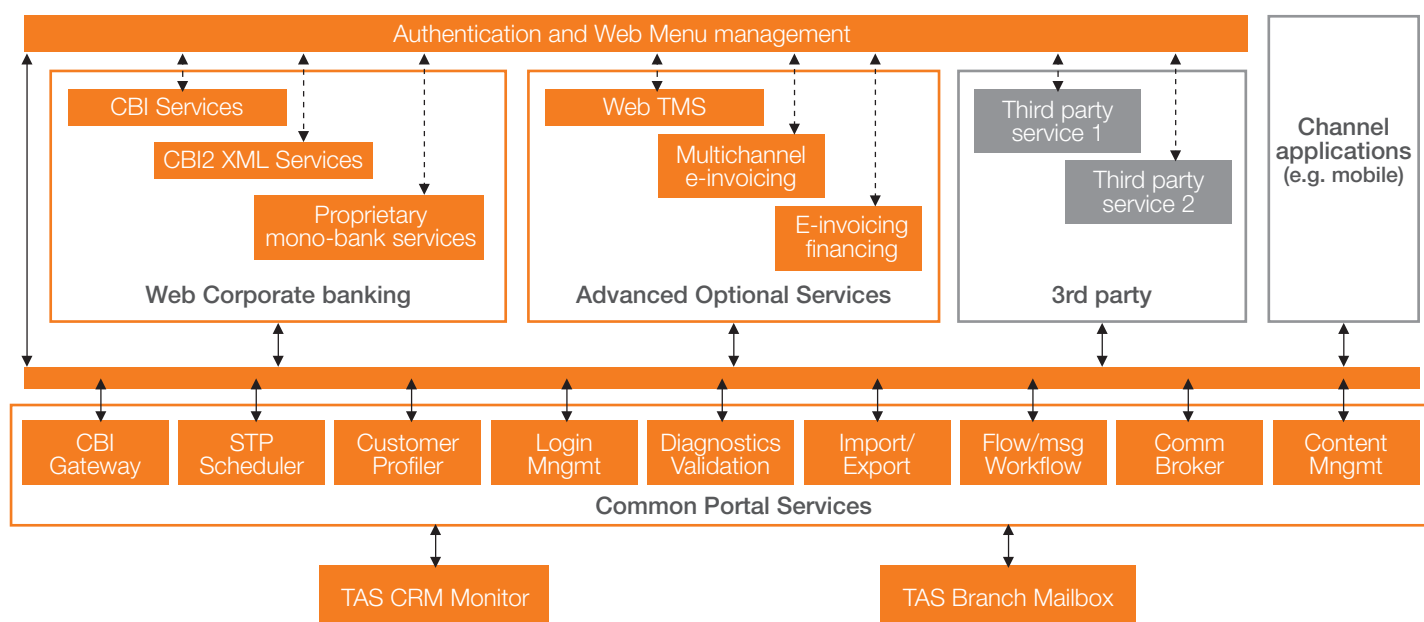 Authentication and Web Menu management
CBI Services
CBI2 XML Services
Proprietary
mono-bank services
Web Corporate banking
Web TMS
Multichannel
e-invoicing
E-invoicing
financing
Advanced Optional Services
Third party
service 1
Third party
service 2
3rd party
Channel
applications
(e.g. mobile)
CBI
Gateway
STP
Scheduler
Customer
Profiler
Login
Mngmt
Diagnostics
Validation
Import/
Export
Flow/msg
Workflow
Comm
Broker
Content
Mngmt
Common Portal Services
TAS CRM Monitor
TAS Branch Mailbox